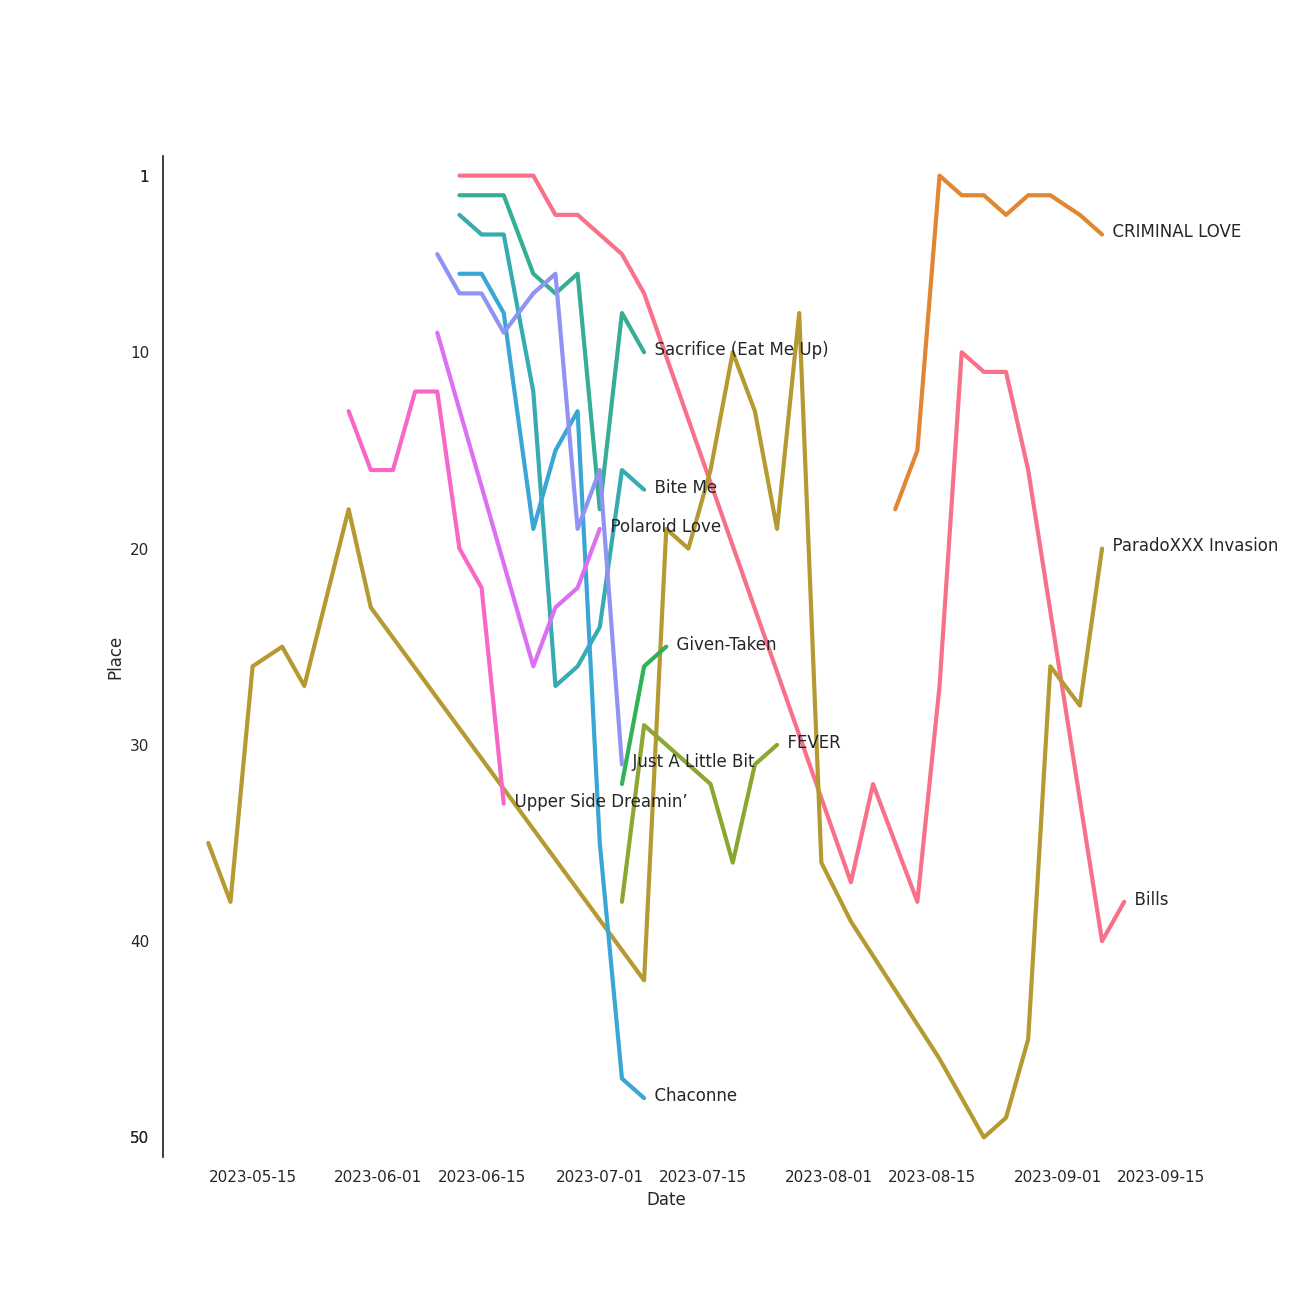 1
CRIMINAL LOVE
Sacrifice (Eat Me Up)
10
Bite Me
Polaroid Love
20
ParadoXXX Invasion
Given-Taken
Place
30
FEVER
Just A Little Bit
Upper Side Dreamin’
Bills
40
Chaconne
50
2023-05-15 2023-06-01 2023-06-15 2023-07-01 2023-07-15 2023-08-01 2023-08-15 2023-09-01 2023-09-15
Date